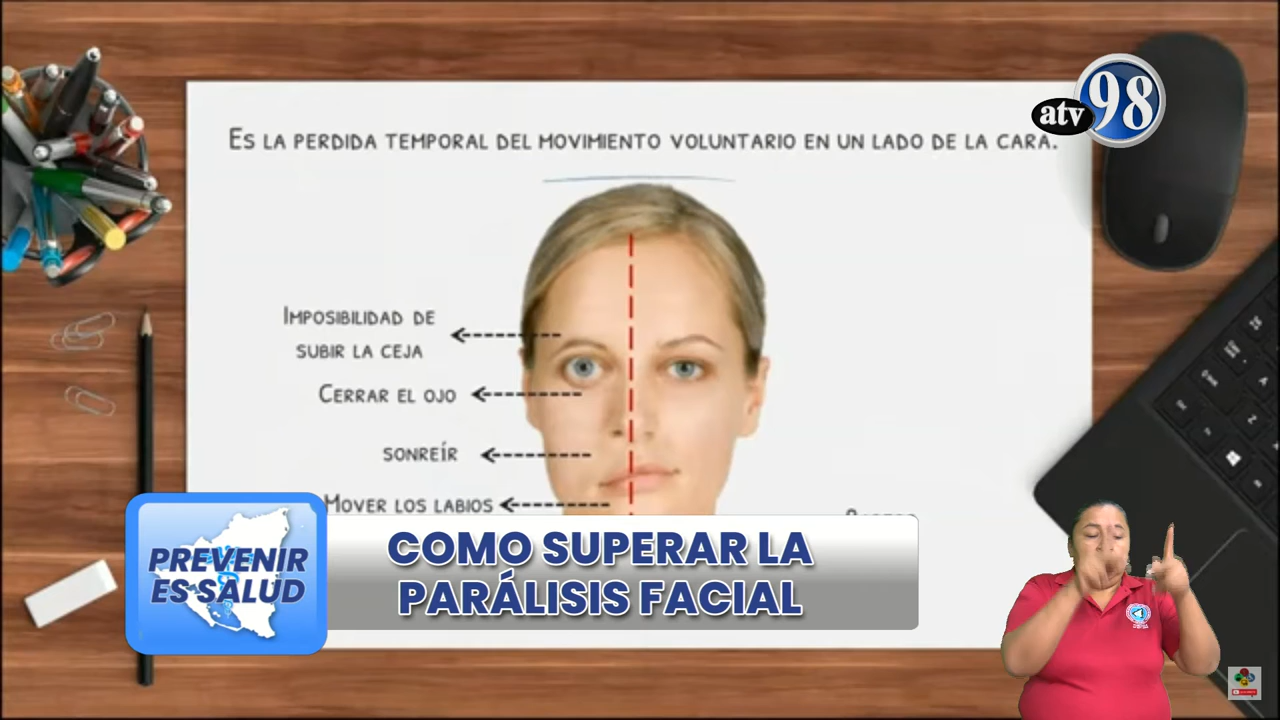 atv 98
ES LA PERDIDA TEMPORAL DEL MOVIMIENTO VOLUNTARIO EN UN LADO DE LA CARA.
IMPOSIBILIDAD DE
SUBIR LA CEJA
CERRAR EL OJO
SONREÍR
MOVER LOS LABIOS
PREVENIR
ES SALUD
COMO SUPERAR LA
PARÁLISIS FACIAL